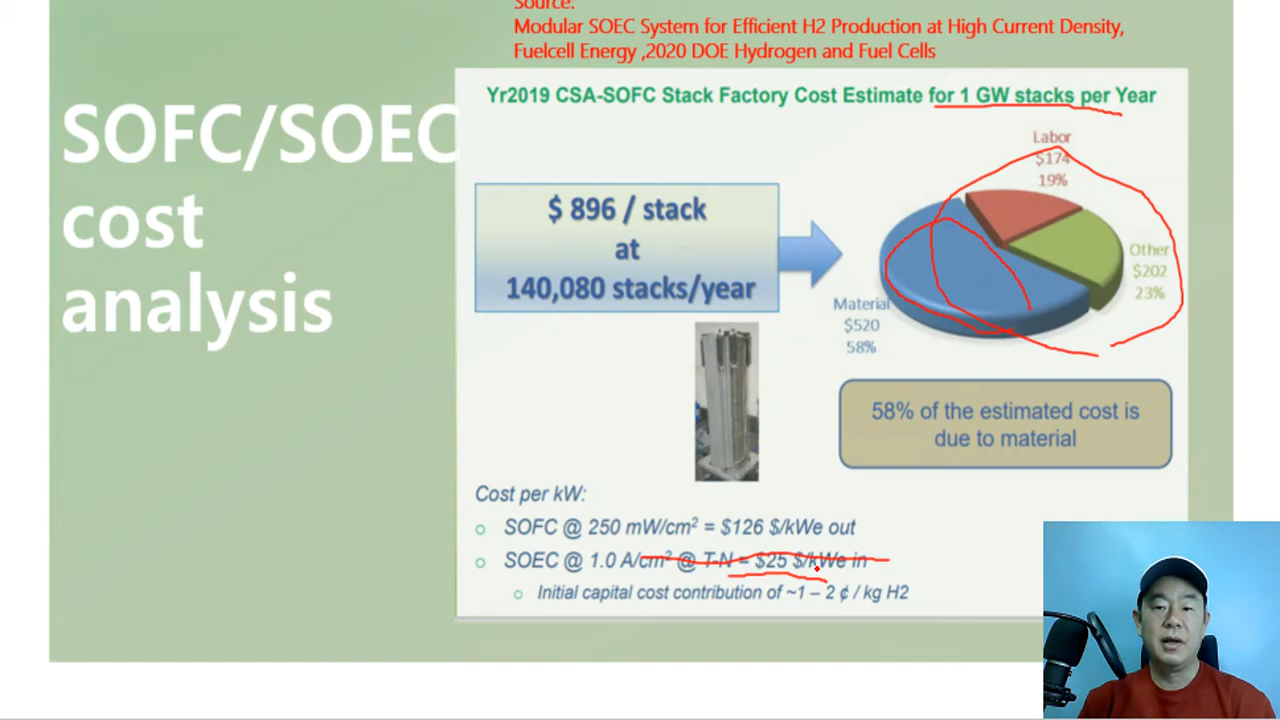 Source:
Modular SOEC System for Efficient H2 Production at High Current Density,
Fuelcell Energy ,2020 DOE Hydrogen and Fuel Cells
SOFC/SOEC
cost
analysis
Yr2019 CSA-SOFC Stack Factory Cost Estimate for 1 GW stacks per Year
$ 896 / stack
at
140,080 stacks/year
Labor
$174
19%
Other
$202
23%
Material
$520
58%
58% of the estimated cost is
due to material
Cost per kW:
○ SOFC @ 250 mW/cm² = $126 $/kWe out
○ SOEC @ 1.0 A/cm² @ T-N = $25 $/kWe in
○ Initial capital cost contribution of ~1 – 2 ¢ / kg H2